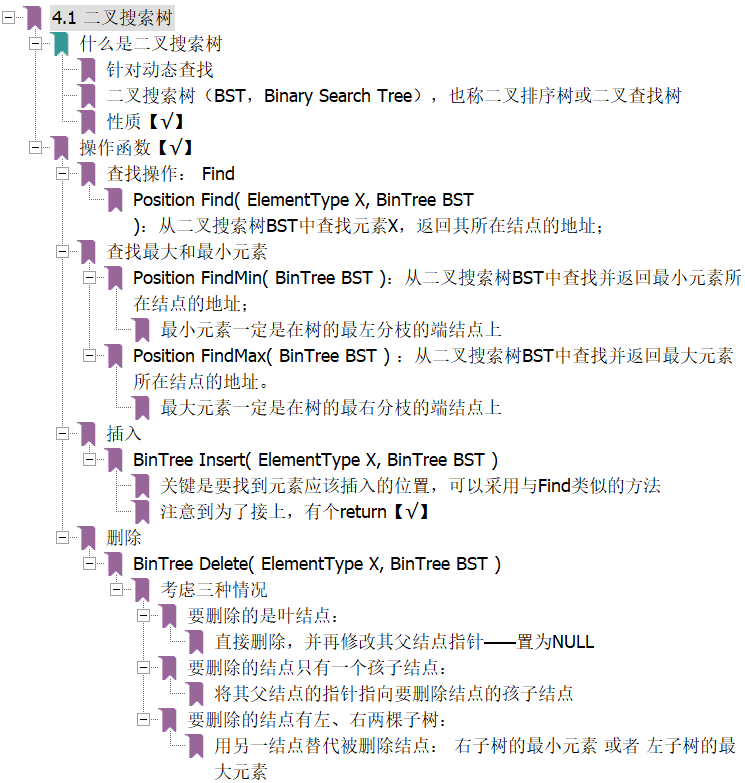 4.1 二叉搜索树
什么是二叉搜索树
针对动态查找
二叉搜索树（BST，Binary Search Tree），也称二叉排序树或二叉查找树
性质【√】
操作函数【√】
查找操作： Find
Position Find( ElementType X, BinTree BST
)：从二叉搜索树BST中查找元素X，返回其所在结点的地址；
查找最大和最小元素
Position FindMin( BinTree BST )：从二叉搜索树BST中查找并返回最小元素所
在结点的地址；
最小元素一定是在树的最左分枝的端结点上
Position FindMax( BinTree BST ) ：从二叉搜索树BST中查找并返回最大元素
所在结点的地址。
最大元素一定是在树的最右分枝的端结点上
插入
BinTree Insert( ElementType X, BinTree BST )
关键是要找到元素应该插入的位置，可以采用与Find类似的方法
注意到为了接上，有个return【√】
删除
BinTree Delete( ElementType X, BinTree BST )
考虑三种情况
要删除的是叶结点：
直接删除，并再修改其父结点指针——置为NULL
要删除的结点只有一个孩子结点：
将其父结点的指针指向要删除结点的孩子结点
要删除的结点有左、右两棵子树：
用另一结点替代被删除结点： 右子树的最小元素 或者 左子树的最
大元素